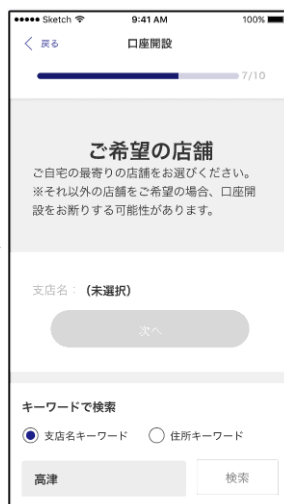 Sketch 9:41 AM 100%
戻る 口座開設
7/10
ご希望の店舗
ご自宅の最寄りの店舗をお選びください。
※それ以外の店舗をご希望の場合、口座開
設をお断りする可能性があります。
支店名： (未選択)
次へ
キーワードで検索
支店名キーワード 住所キーワード
高津 検索